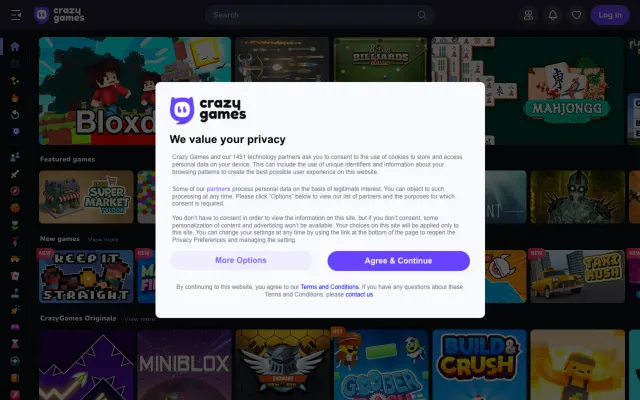 crazy games
Search
Log in
Bloxd
BILLIARDS
MAHJONGG
crazy games
We value your privacy
Crazy Games and our 1451 technology partners ask you to consent to the use of cookies to store and access
personal data on your device. This can include the use of unique identifiers and information about your
browsing patterns to create the best possible user experience on this website.
Some of our partners process personal data on the basis of legitimate interest. You can object to such
processing at any time. Please click "Options" below to view our list of partners and the purposes for which
consent is required.
You don't have to consent in order to view the information on this site, but if you don't consent, some
personalization of content and advertising won't be available. Your choices on this site will be applied only to
this site. You can change your settings at any time by using the link at the bottom of the page to reopen the
Privacy Preferences and managing the setting.
More Options
Agree & Continue
By continuing to this website, you agree to our Terms and Conditions. If you have any questions about these
Terms and Conditions, please contact us.
Featured games
SUPER MARKET
New games
View more
KEEP IT STRAIGHT
TAXI RUSH
CrazyGames Originals
View more
MINIBLOX
HOT
BUILD & CRUSH